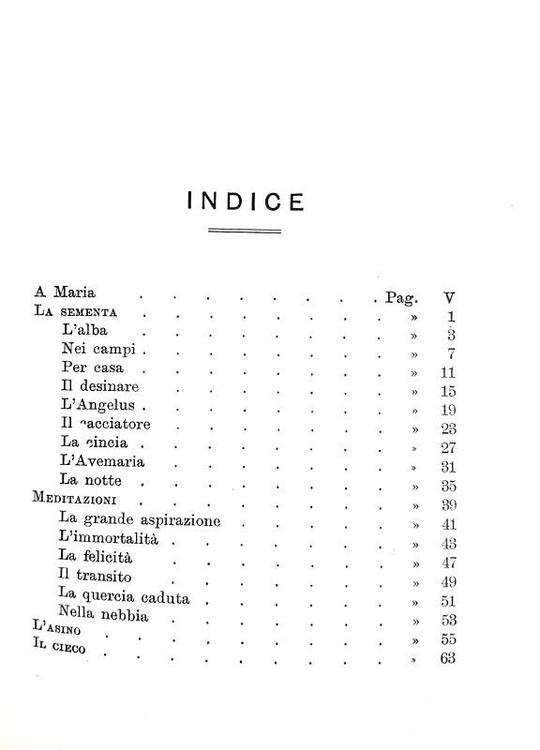 INDICE
A Maria . . . . . . . Pag. V
LA SEMENTA . . . . . . . » 1
L'alba . . . . . . . » 3
Nei campi . . . . . . . » 7
Per casa . . . . . . . » 11
Il desinare . . . . . . » 15
L'Angelus . . . . . . . » 19
Il cacciatore . . . . . . » 23
La cincia . . . . . . . » 27
L'Avemaria . . . . . . » 31
La notte . . . . . . . » 35
MEDITAZIONI . . . . . . . » 39
La grande aspirazione . . . . . » 41
L'immortalità . . . . . . . » 43
La felicità . . . . . . » 47
Il transito . . . . . . » 49
La quercia caduta . . . . . . » 51
Nella nebbia . . . . . . » 53
L'ASINO . . . . . . . . » 55
IL CIECO . . . . . . . . » 63